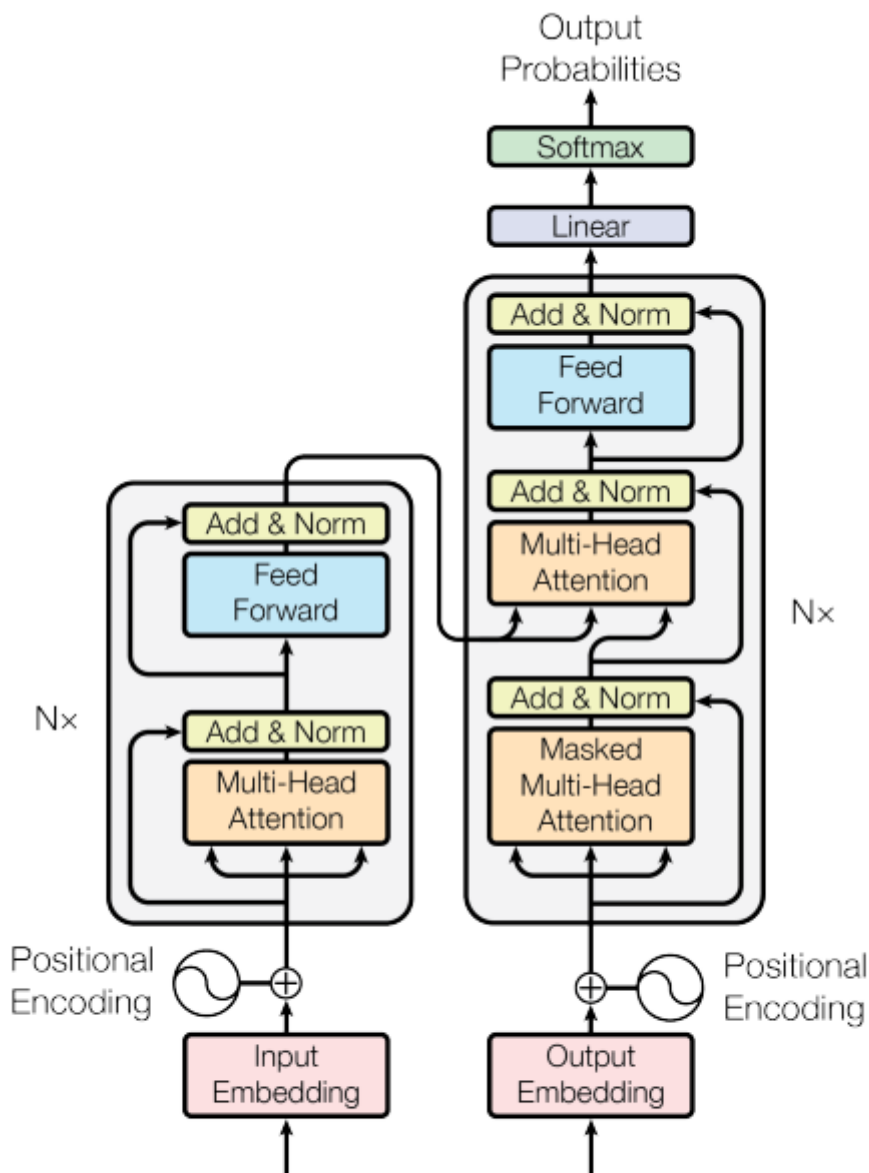 Output
Probabilities
Softmax
Linear
Add & Norm
Feed
Forward
Add & Norm
Multi-Head
Attention
Add & Norm
Masked
Multi-Head
Attention
Nx
Add & Norm
Feed
Forward
Add & Norm
Multi-Head
Attention
Nx
Positional
Encoding
Positional
Encoding
Input
Embedding
Output
Embedding